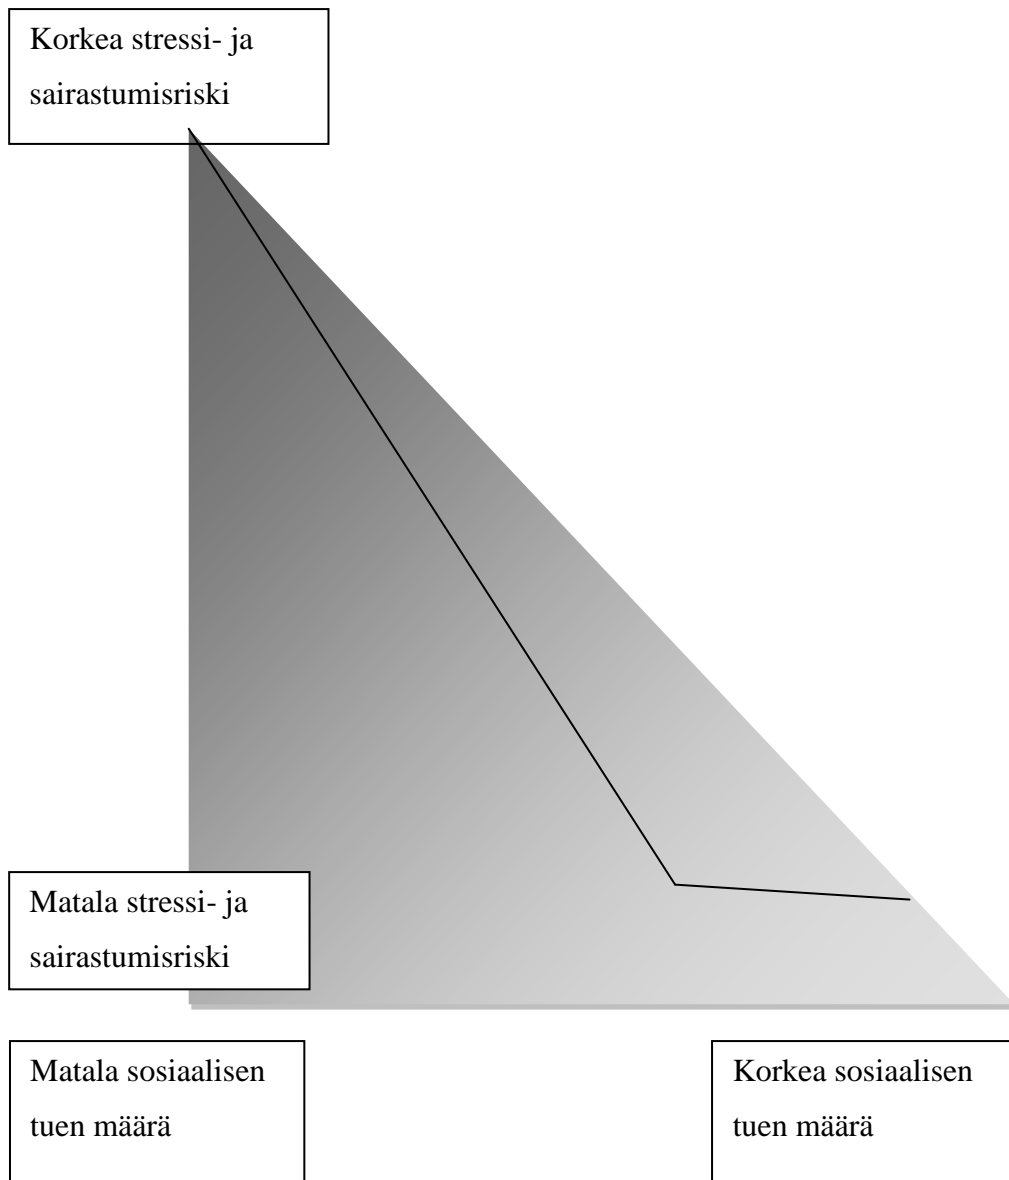 Korkea stressi- ja
sairastumisriski
Matala stressi- ja
sairastumisriski
Matala sosiaalisen
tuen määrä
Korkea sosiaalisen
tuen määrä